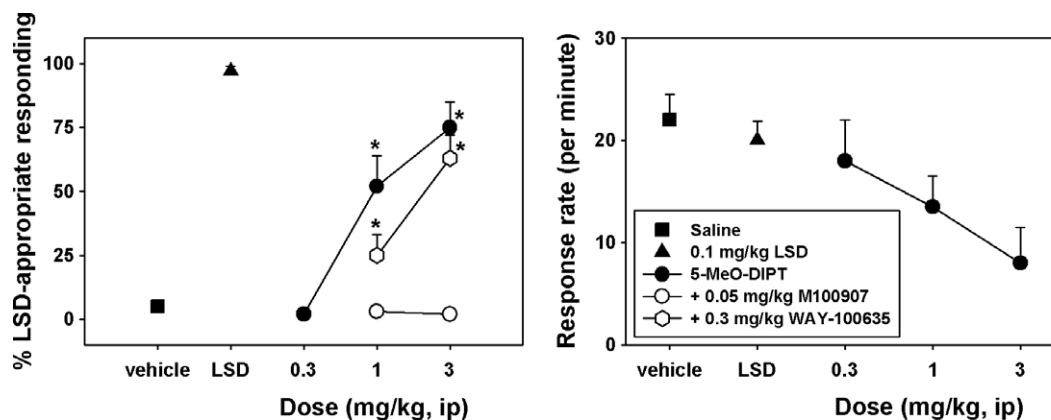 % LSD-appropriate responding
100
75
50
25
0
*
*
*
*
vehicle LSD 0.3 1 3
Dose (mg/kg, ip)
Response rate (per minute)
30
20
10
0
Saline
0.1 mg/kg LSD
5-MeO-DIPT
+ 0.05 mg/kg M100907
+ 0.3 mg/kg WAY-100635
vehicle LSD 0.3 1 3
Dose (mg/kg, ip)